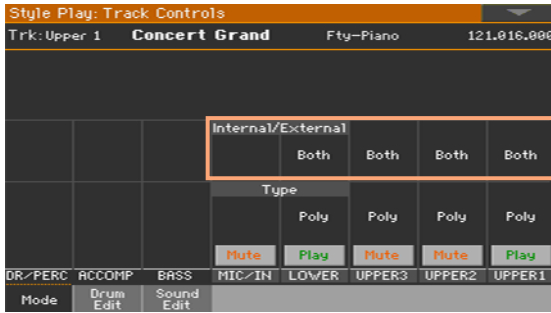 Style Play: Track Controls
Trk: Upper 1 Concert Grand Fty-Piano 121.016.000
Internal/External
Both Both Both Both
Type
Poly Poly Poly Poly
Mute Play Mute Mute Play
DR/PERC ACCOMP BASS MIC/IN LOWER UPPER3 UPPER2 UPPER1
Mode Drum Edit Sound Edit